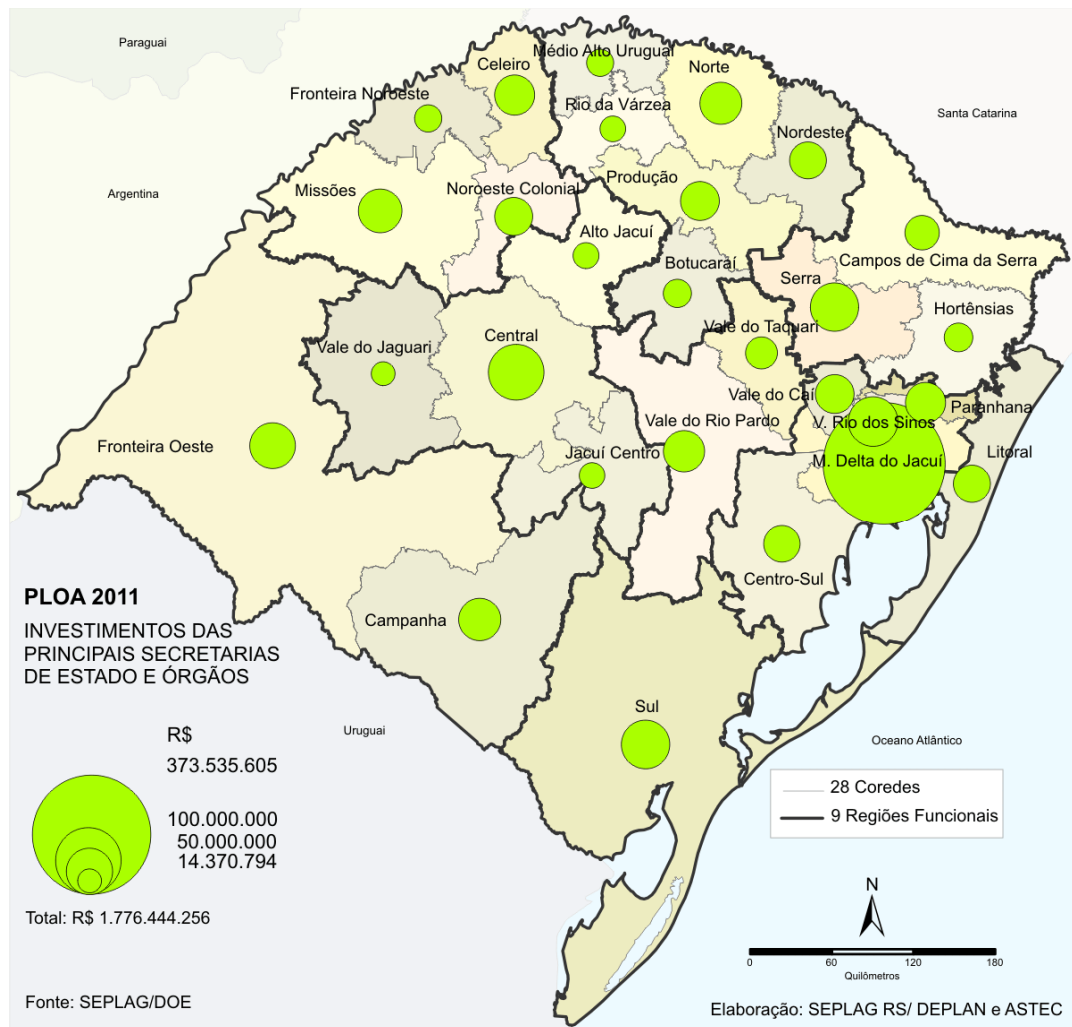 Paraguai
Médio Alto Urugual
Celeiro
Norte
Fronteira Noroeste
Rio da Várzea
Santa Catarina
Nordeste
Argentina
Missões
Noroeste Colonial
Produção
Alto Jacuí
Botucaraí
Campos de Cima da Serra
Serra
Hortênsias
Vale do Taquari
Central
Vale do Jaguari
Vale do Caí
Paranhana
Vale do Rio Pardo
V. Rio dos Sinos
Fronteira Oeste
Jacuí Centro
M. Delta do Jacuí
Litoral
Centro-Sul
Campanha
Sul
Uruguai
Oceano Atlântico
PLOA 2011
INVESTIMENTOS DAS
PRINCIPAIS SECRETARIAS
DE ESTADO E ÓRGÃOS
R$
373.535.605
100.000.000
50.000.000
14.370.794
Total: R$ 1.776.444.256
28 Coredes
9 Regiões Funcionais
N
0 60 120 180
Quilômetros
Fonte: SEPLAG/DOE
Elaboração: SEPLAG RS/ DEPLAN e ASTEC